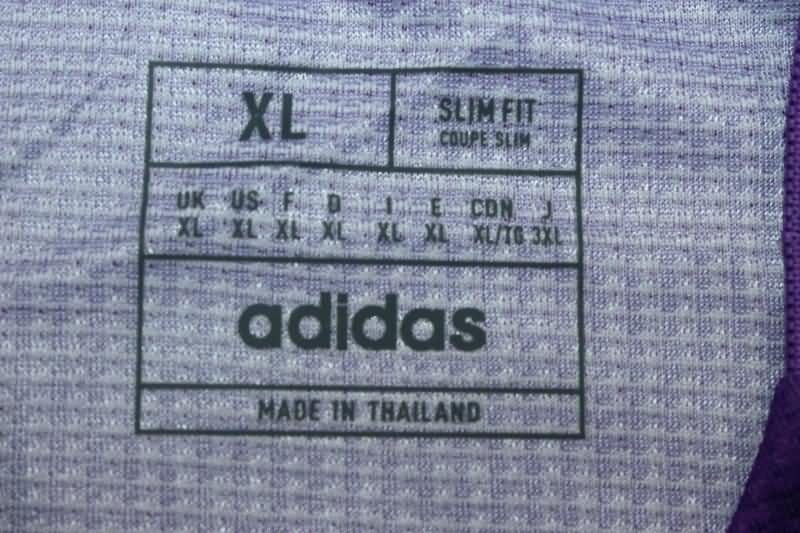 XL
SLIM FIT
COUPE SLIM
UK US F D I E CDN J
XL XL XL XL XL XL XL/TG 3XL
adidas
MADE IN THAILAND